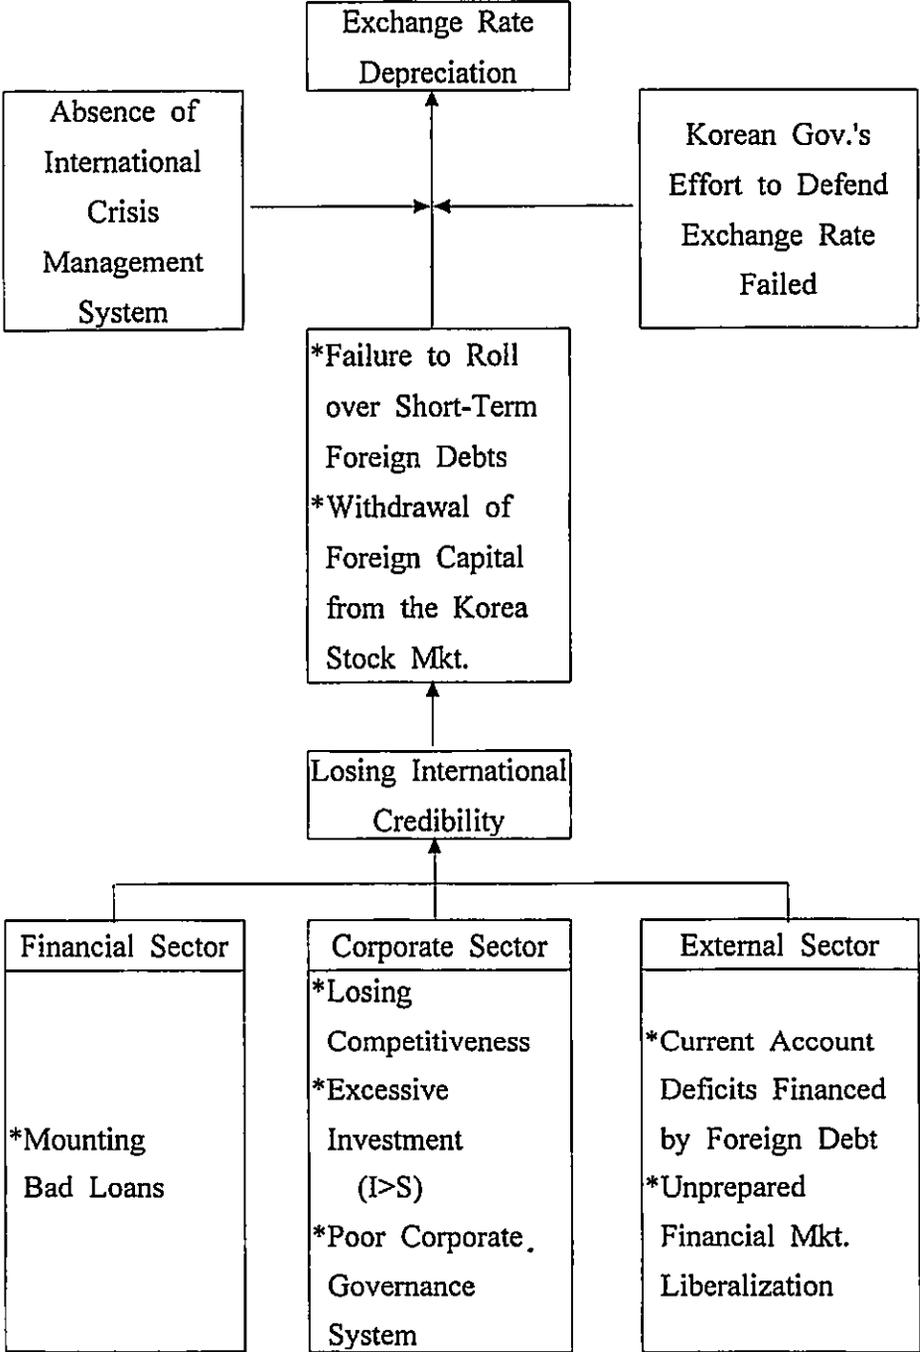 Exchange Rate
Depreciation
Absence of
International
Crisis
Management
System
Korean Gov.'s
Effort to Defend
Exchange Rate
Failed
*Failure to Roll
over Short-Term
Foreign Debts
*Withdrawal of
Foreign Capital
from the Korea
Stock Mkt.
Losing International
Credibility
Financial Sector
*Mounting
Bad Loans
Corporate Sector
*Losing
Competitiveness
*Excessive
Investment
(I>S)
*Poor Corporate
Governance
System
External Sector
*Current Account
Deficits Financed
by Foreign Debt
*Unprepared
Financial Mkt.
Liberalization